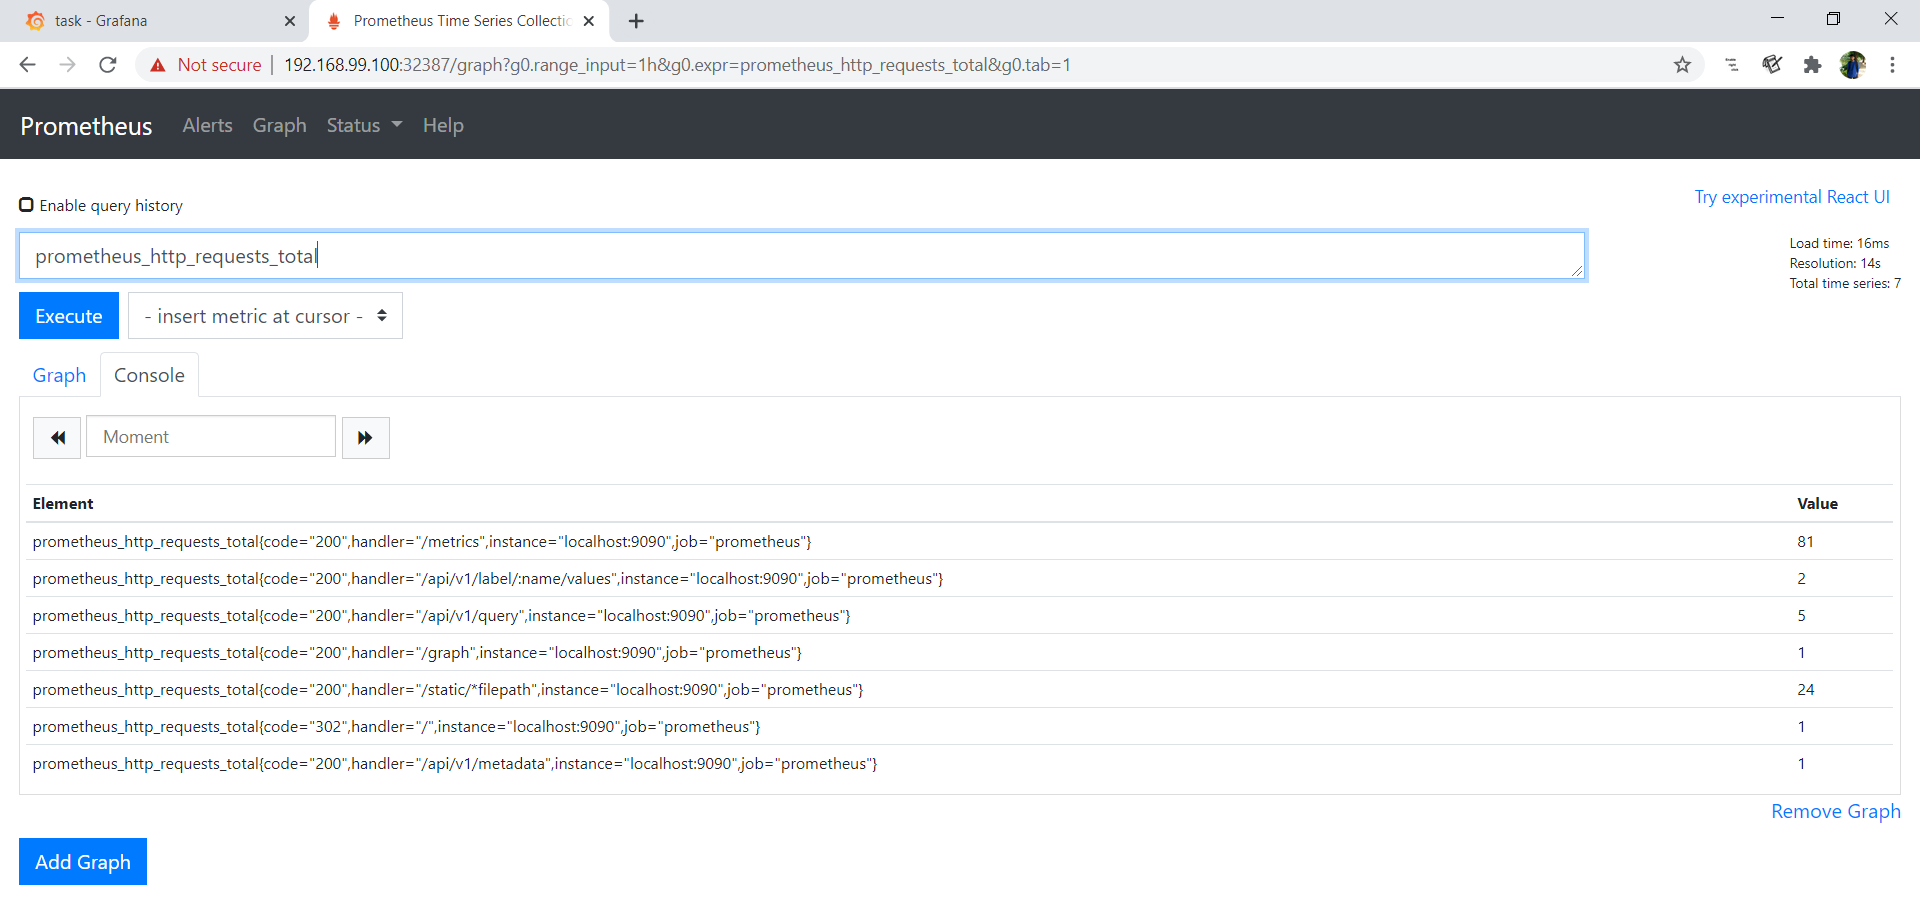 task - Grafana
Prometheus Time Series Collectic
Not secure | 192.168.99.100:32387/graph?g0.range_input=1h&g0.expr=prometheus_http_requests_total&g0.tab=1
Prometheus Alerts Graph Status Help
Enable query history
Try experimental React UI
prometheus_http_requests_total
Load time: 16ms
Resolution: 14s
Total time series: 7
Execute
- insert metric at cursor -
Graph
Console
Moment
Element Value
prometheus_http_requests_total{code="200",handler="/metrics",instance="localhost:9090",job="prometheus"} 81
prometheus_http_requests_total{code="200",handler="/api/v1/label/:name/values",instance="localhost:9090",job="prometheus"} 2
prometheus_http_requests_total{code="200",handler="/api/v1/query",instance="localhost:9090",job="prometheus"} 5
prometheus_http_requests_total{code="200",handler="/graph",instance="localhost:9090",job="prometheus"} 1
prometheus_http_requests_total{code="200",handler="/static/*filepath",instance="localhost:9090",job="prometheus"} 24
prometheus_http_requests_total{code="302",handler="/",instance="localhost:9090",job="prometheus"} 1
prometheus_http_requests_total{code="200",handler="/api/v1/metadata",instance="localhost:9090",job="prometheus"} 1
Remove Graph
Add Graph